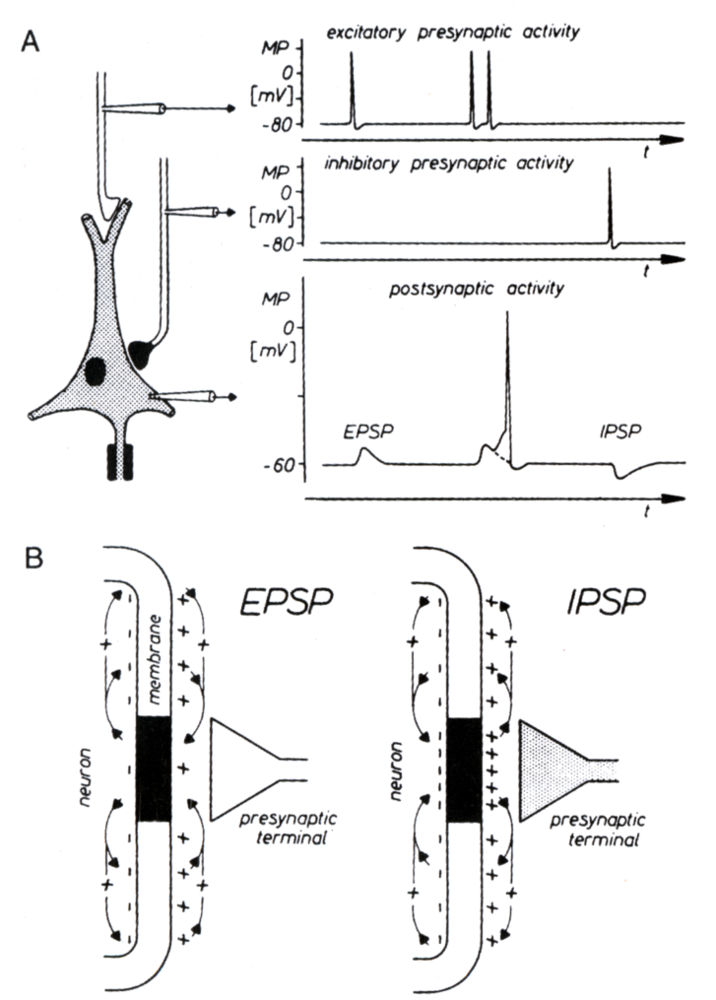 A
excitatory presynaptic activity
MP
0
[mV]
-80
t
inhibitory presynaptic activity
MP
0
[mV]
-80
t
postsynaptic activity
MP
0
[mV]
EPSP
IPSP
-60
t
B
EPSP
membrane
neuron
presynaptic
terminal
IPSP
neuron
presynaptic
terminal